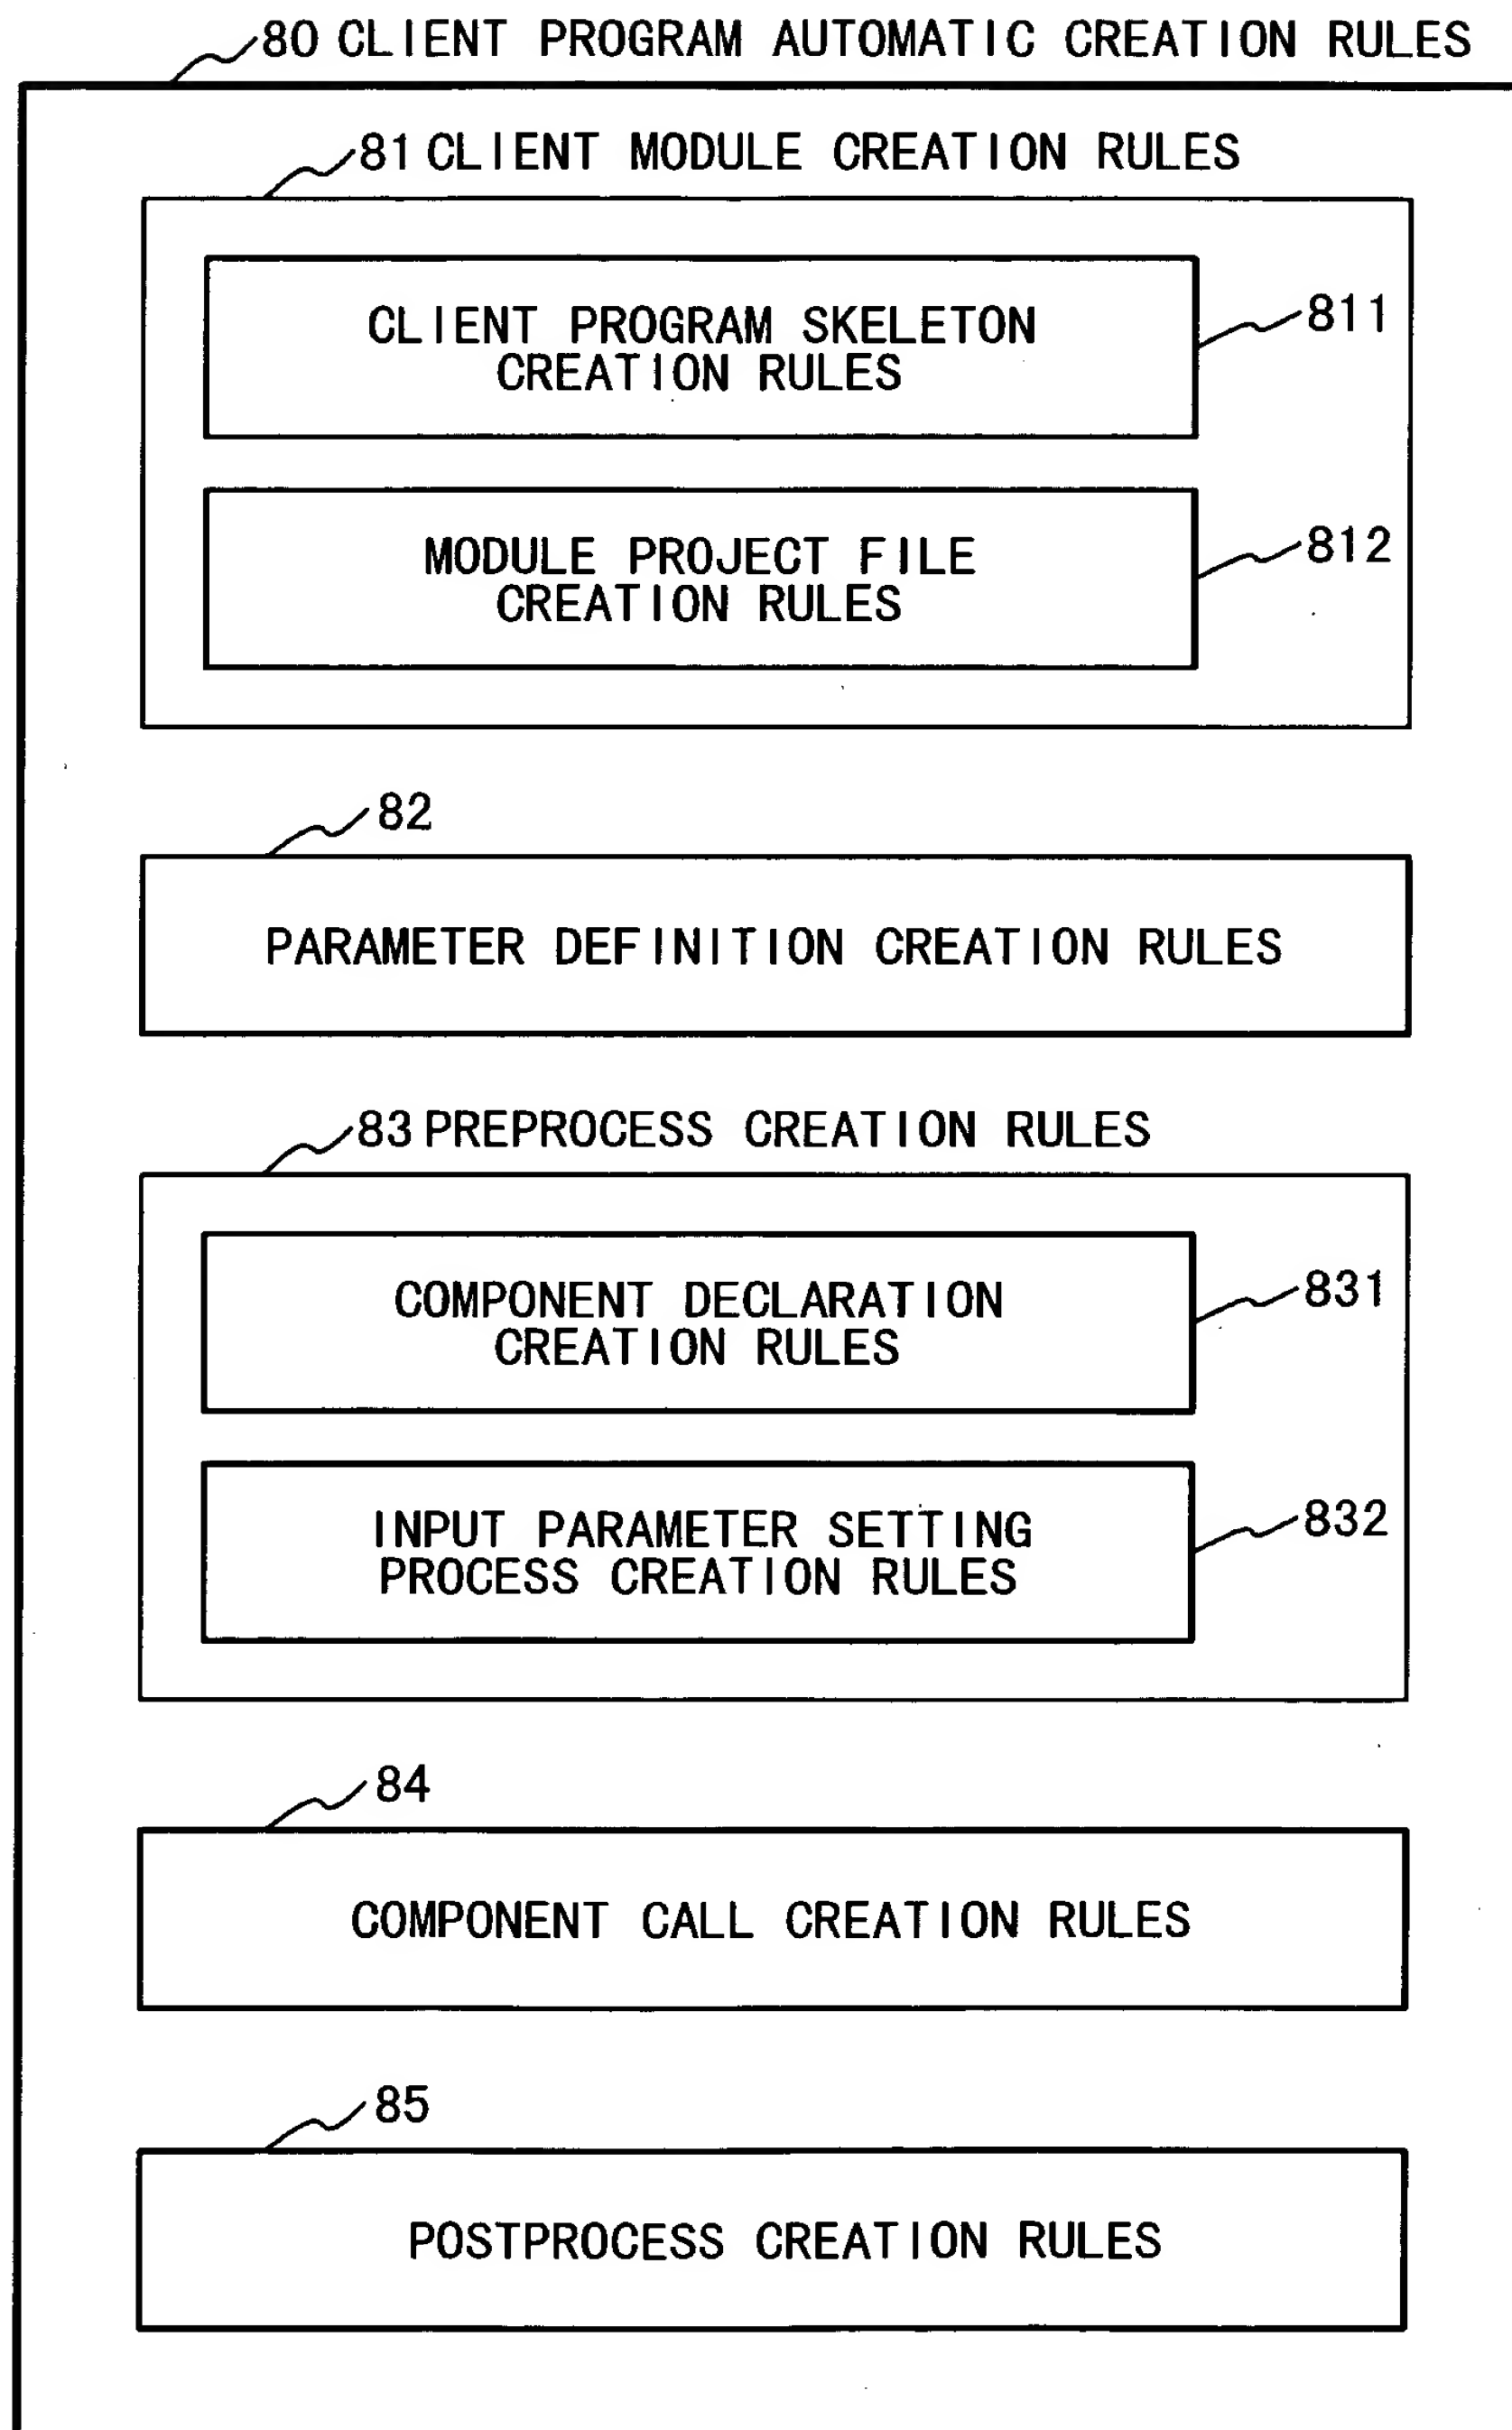 80 CLIENT PROGRAM AUTOMATIC CREATION RULES
81 CLIENT MODULE CREATION RULES
CLIENT PROGRAM SKELETON
CREATION RULES
811
MODULE PROJECT FILE
CREATION RULES
812
82
PARAMETER DEFINITION CREATION RULES
83 PREPROCESS CREATION RULES
COMPONENT DECLARATION
CREATION RULES
831
INPUT PARAMETER SETTING
PROCESS CREATION RULES
832
84
COMPONENT CALL CREATION RULES
85
POSTPROCESS CREATION RULES